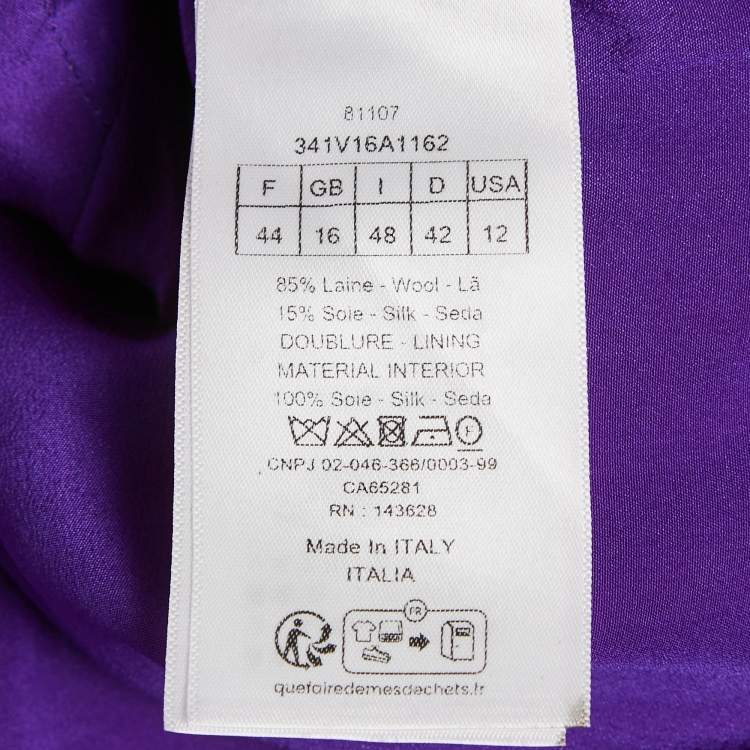 81107
341V16A1162
F GB I D USA
44 16 48 42 12
85% Laine - Wool - Lã
15% Soie - Silk - Seda
DOUBLURE - LINING
MATERIAL INTERIOR
100% Soie - Silk - Seda
F
CNPJ 02-046-366/0003-99
CA65281
RN : 143628
Made In ITALY
ITALIA
FR
quefairedemesdechets.fr